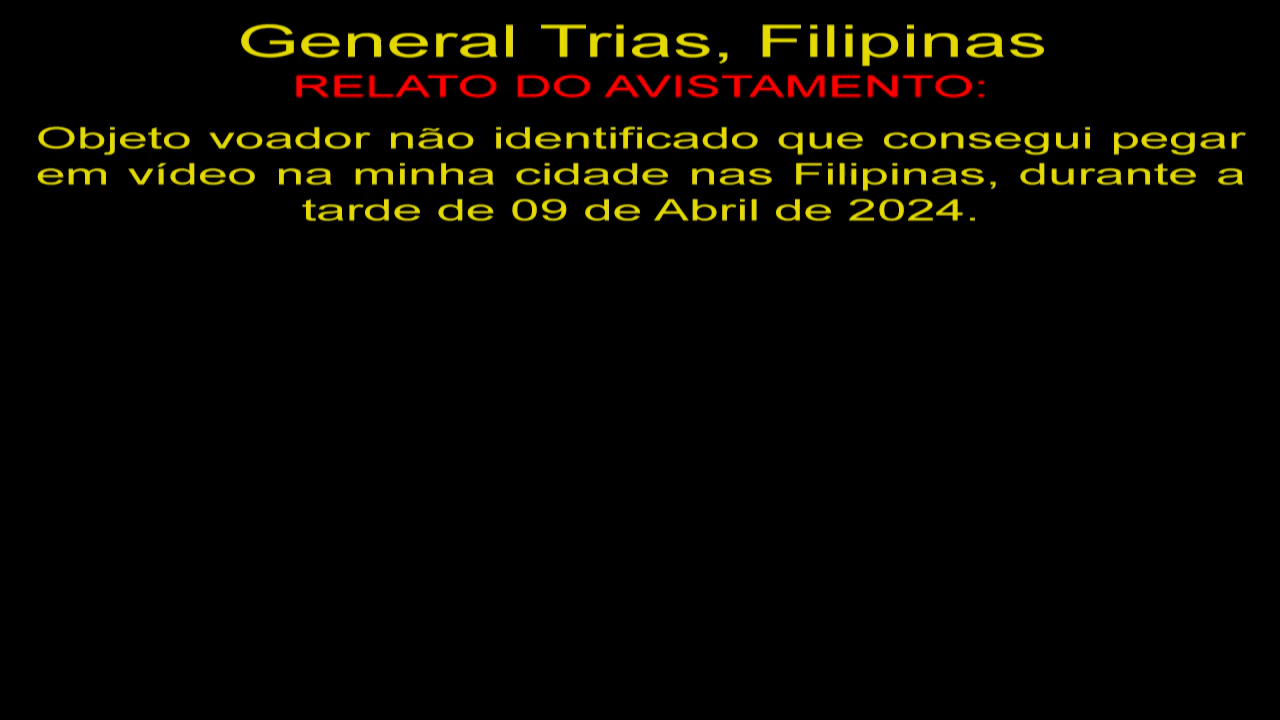 General Trias, Filipinas
RELATO DO AVISTAMENTO:
Objeto voador não identificado que consegui pegar
em vídeo na minha cidade nas Filipinas, durante a
tarde de 09 de Abril de 2024.